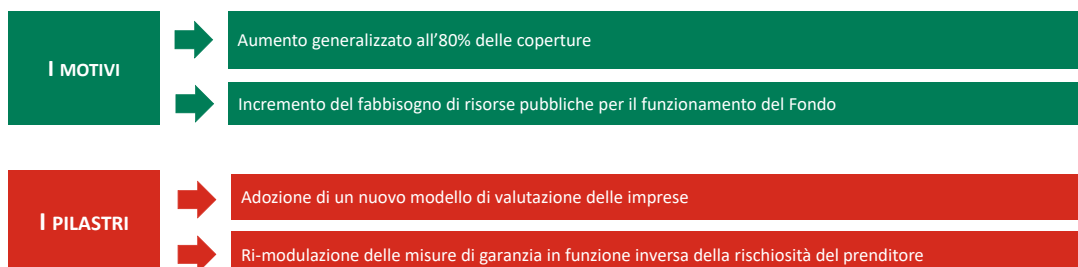 I MOTIVI
Aumento generalizzato all’80% delle coperture
Incremento del fabbisogno di risorse pubbliche per il funzionamento del Fondo
I PILASTRI
Adozione di un nuovo modello di valutazione delle imprese
Ri-modulazione delle misure di garanzia in funzione inversa della rischiosità del prenditore